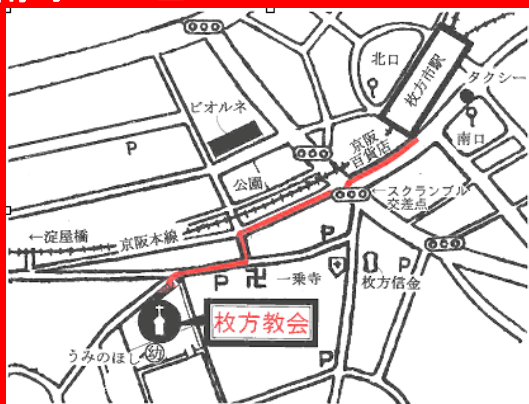 北口
枚方市駅
タクシー
ビオルネ
京阪
百貨店
南口
P
公園
←スクランブル
交差点
←淀屋橋
京阪本線
P
P
卍
一乗寺
P
枚方信金
枚方教会
うみのほし
幼
P